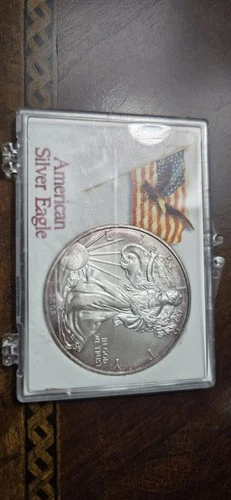 American
Silver Eagle
IN GOD
WE TRUST